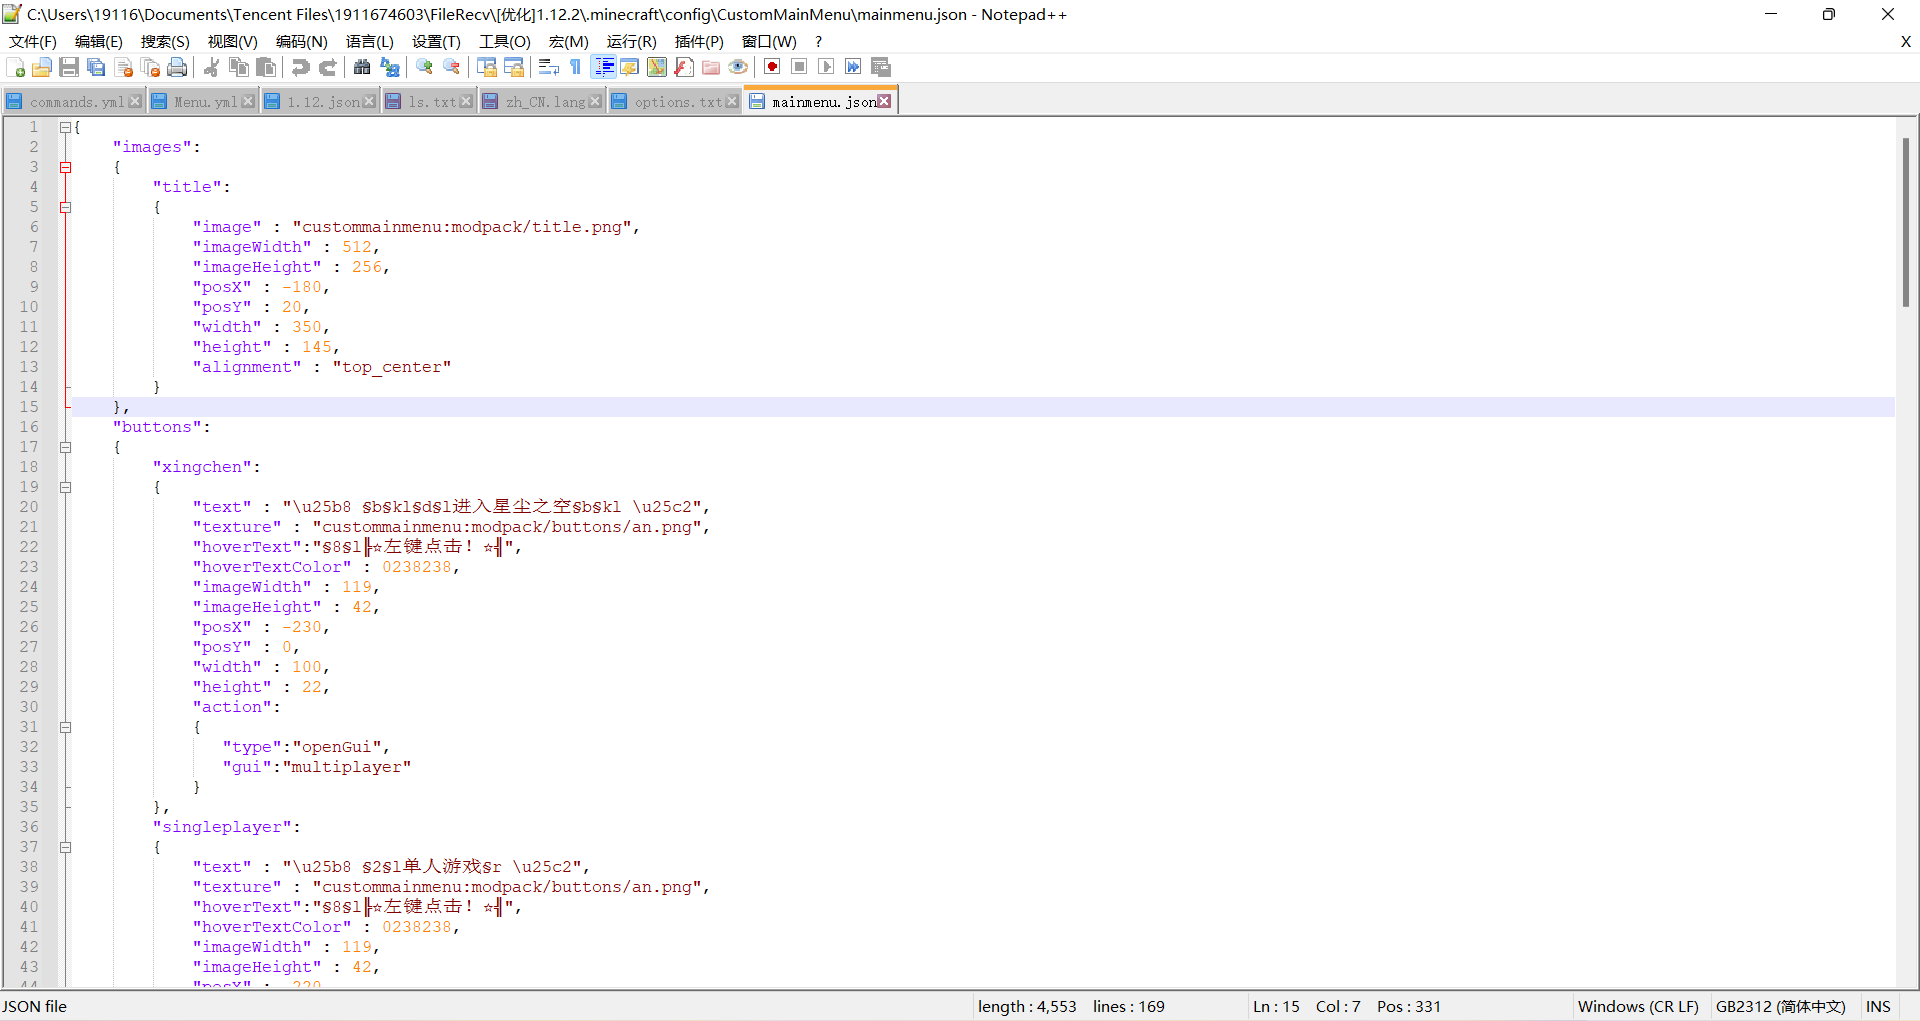 C:\Users\19116\Documents\Tencent Files\1911674603\FileRecv\[优化]1.12.2\.minecraft\config\CustomMainMenu\mainmenu.json - Notepad++
文件(F) 编辑(E) 搜索(S) 视图(V) 编码(N) 语言(L) 设置(T) 工具(O) 宏(M) 运行(R) 插件(P) 窗口(W) ? X
commands.yml Menu.yml 1.12.json ls.txt zh_CN.lang options.txt mainmenu.json
1 {
2 "images":
3 {
4 "title":
5 {
6 "image" : "custommainmenu:modpack/title.png",
7 "imageWidth" : 512,
8 "imageHeight" : 256,
9 "posX" : -180,
10 "posY" : 20,
11 "width" : 350,
12 "height" : 145,
13 "alignment" : "top_center"
14 }
15 },
16 "buttons":
17 {
18 "xingchen":
19 {
20 "text" : "\u25b8 §b§kl§d§l进入星尘之空§b§kl \u25c2",
21 "texture" : "custommainmenu:modpack/buttons/an.png",
22 "hoverText":"§8§l╠☆左键点击！☆╣",
23 "hoverTextColor" : 0238238,
24 "imageWidth" : 119,
25 "imageHeight" : 42,
26 "posX" : -230,
27 "posY" : 0,
28 "width" : 100,
29 "height" : 22,
30 "action":
31 {
32 "type":"openGui",
33 "gui":"multiplayer"
34 }
35 },
36 "singleplayer":
37 {
38 "text" : "\u25b8 §2§l单人游戏§r \u25c2",
39 "texture" : "custommainmenu:modpack/buttons/an.png",
40 "hoverText":"§8§l╠☆左键点击！☆╣",
41 "hoverTextColor" : 0238238,
42 "imageWidth" : 119,
43 "imageHeight" : 42,
44 "posX" :
JSON file length : 4,553 lines : 169 Ln : 15 Col : 7 Pos : 331 Windows (CR LF) GB2312 (简体中文) INS